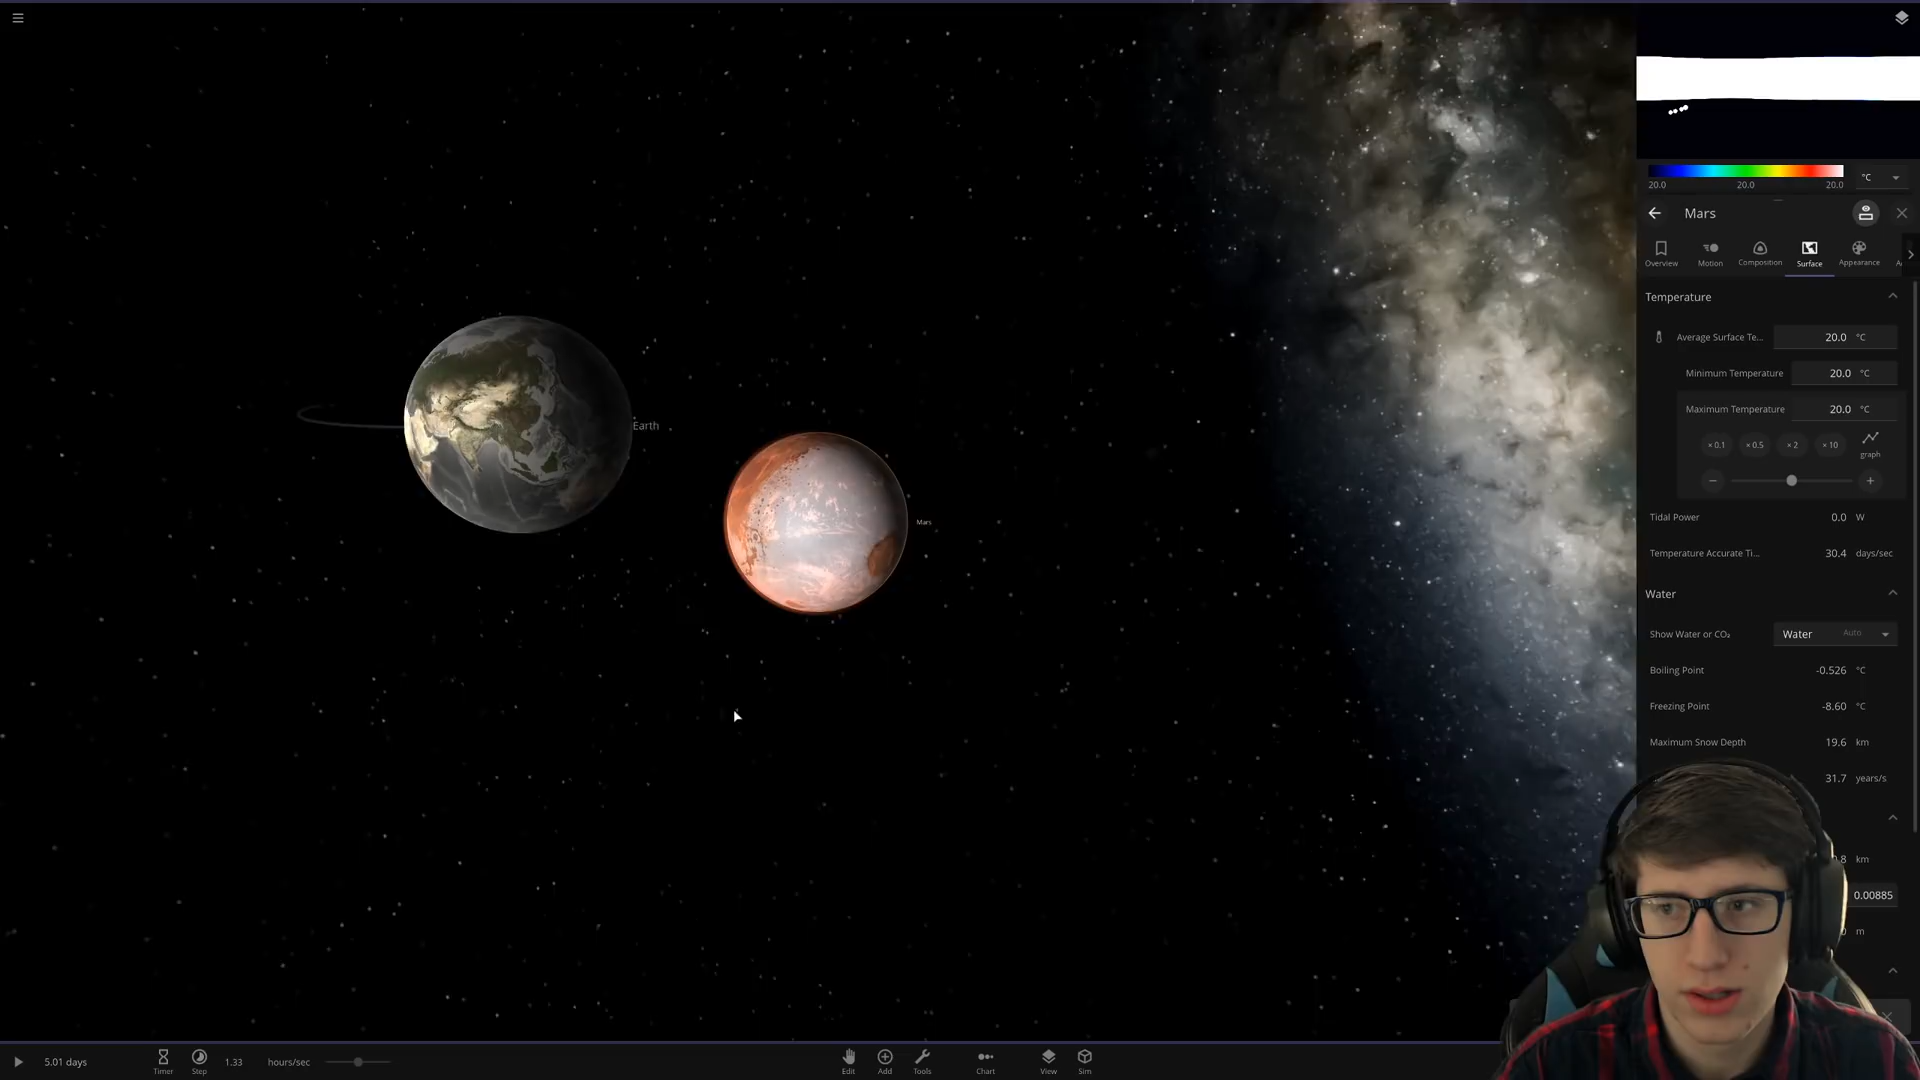 20.0 20.0 20.0 °C
Mars
Overview Motion Composition Surface Appearance
Temperature
Average Surface Te... 20.0 °C
Minimum Temperature 20.0 °C
Maximum Temperature 20.0 °C
× 0.1 × 0.5 × 2 × 10 graph
Tidal Power 0.0 W
Temperature Accurate Ti... 30.4 days/sec
Water
Show Water or CO₂ Water Auto
Boiling Point -0.526 °C
Freezing Point -8.60 °C
Maximum Snow Depth 19.6 km
31.7 years/s
km
0.00885
m
Earth
Mars
5.01 days
Timer
Step
1.33 hours/sec
Edit
Add
Tools
Chart
View
Sim